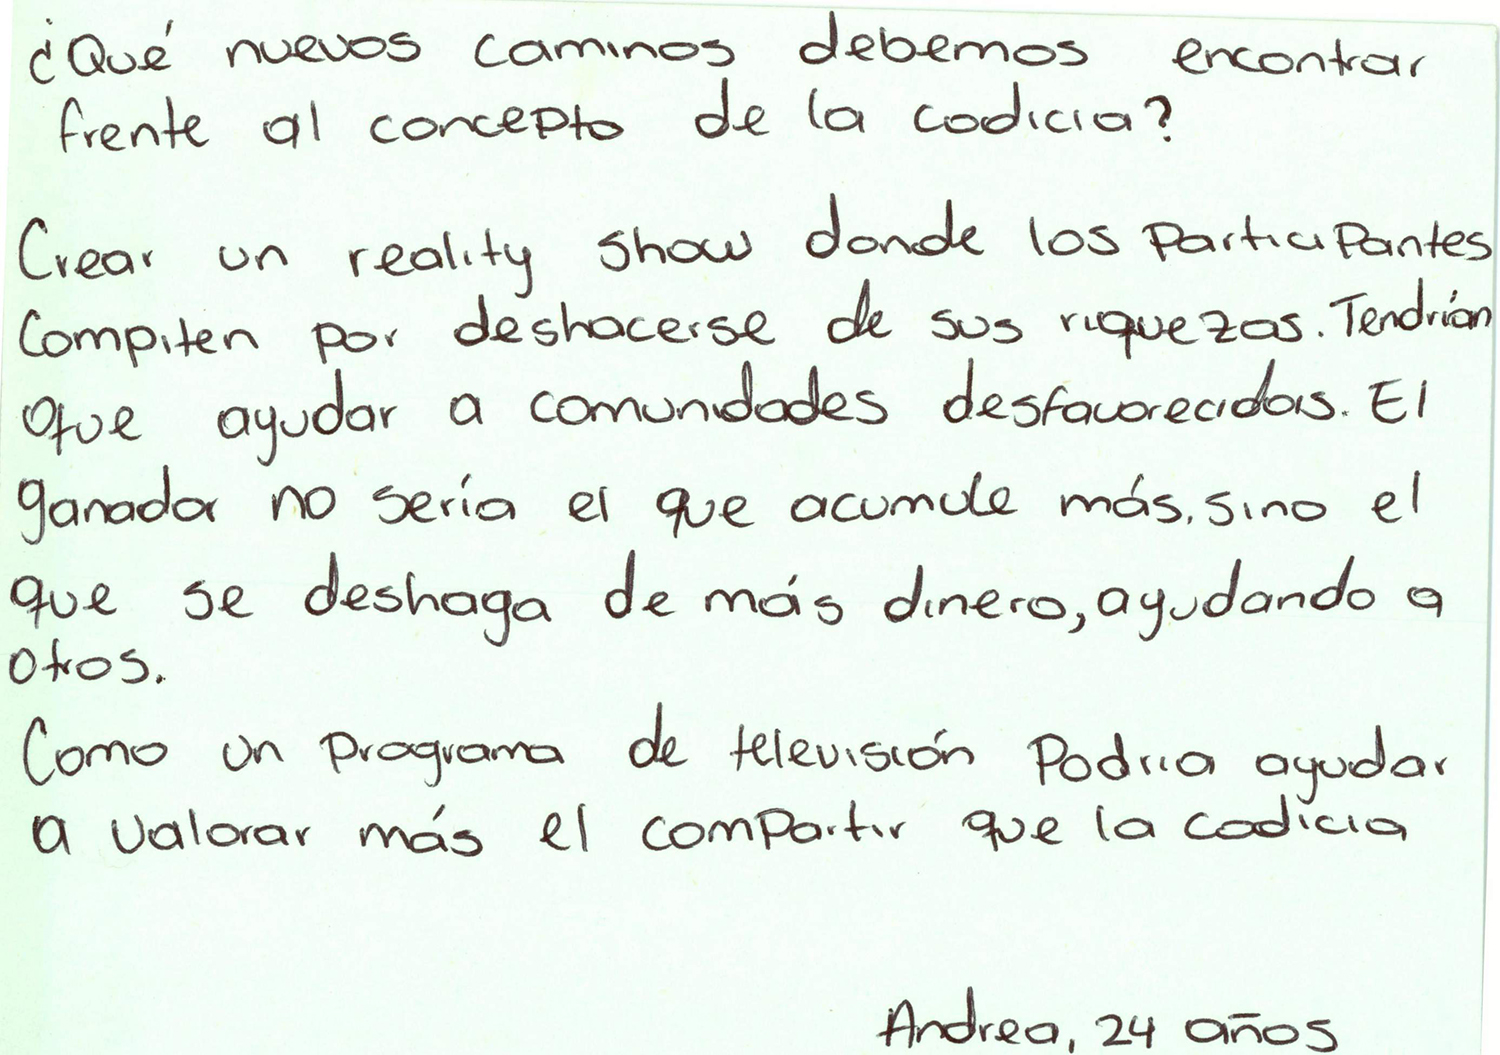 ¿Qué nuevos caminos debemos encontrar
frente al concepto de la codicia?
Crear un reality show donde los Participantes
Compiten por deshacerse de sus riquezas. Tendrían
que ayudar a comunidades desfavorecidas. El
ganador no sería el que acumule más, sino el
que se deshaga de más dinero, ayudando a
otros.
Como un Programa de televisión Podría ayudar
a valorar más el compartir que la codicia
Andrea, 24 años